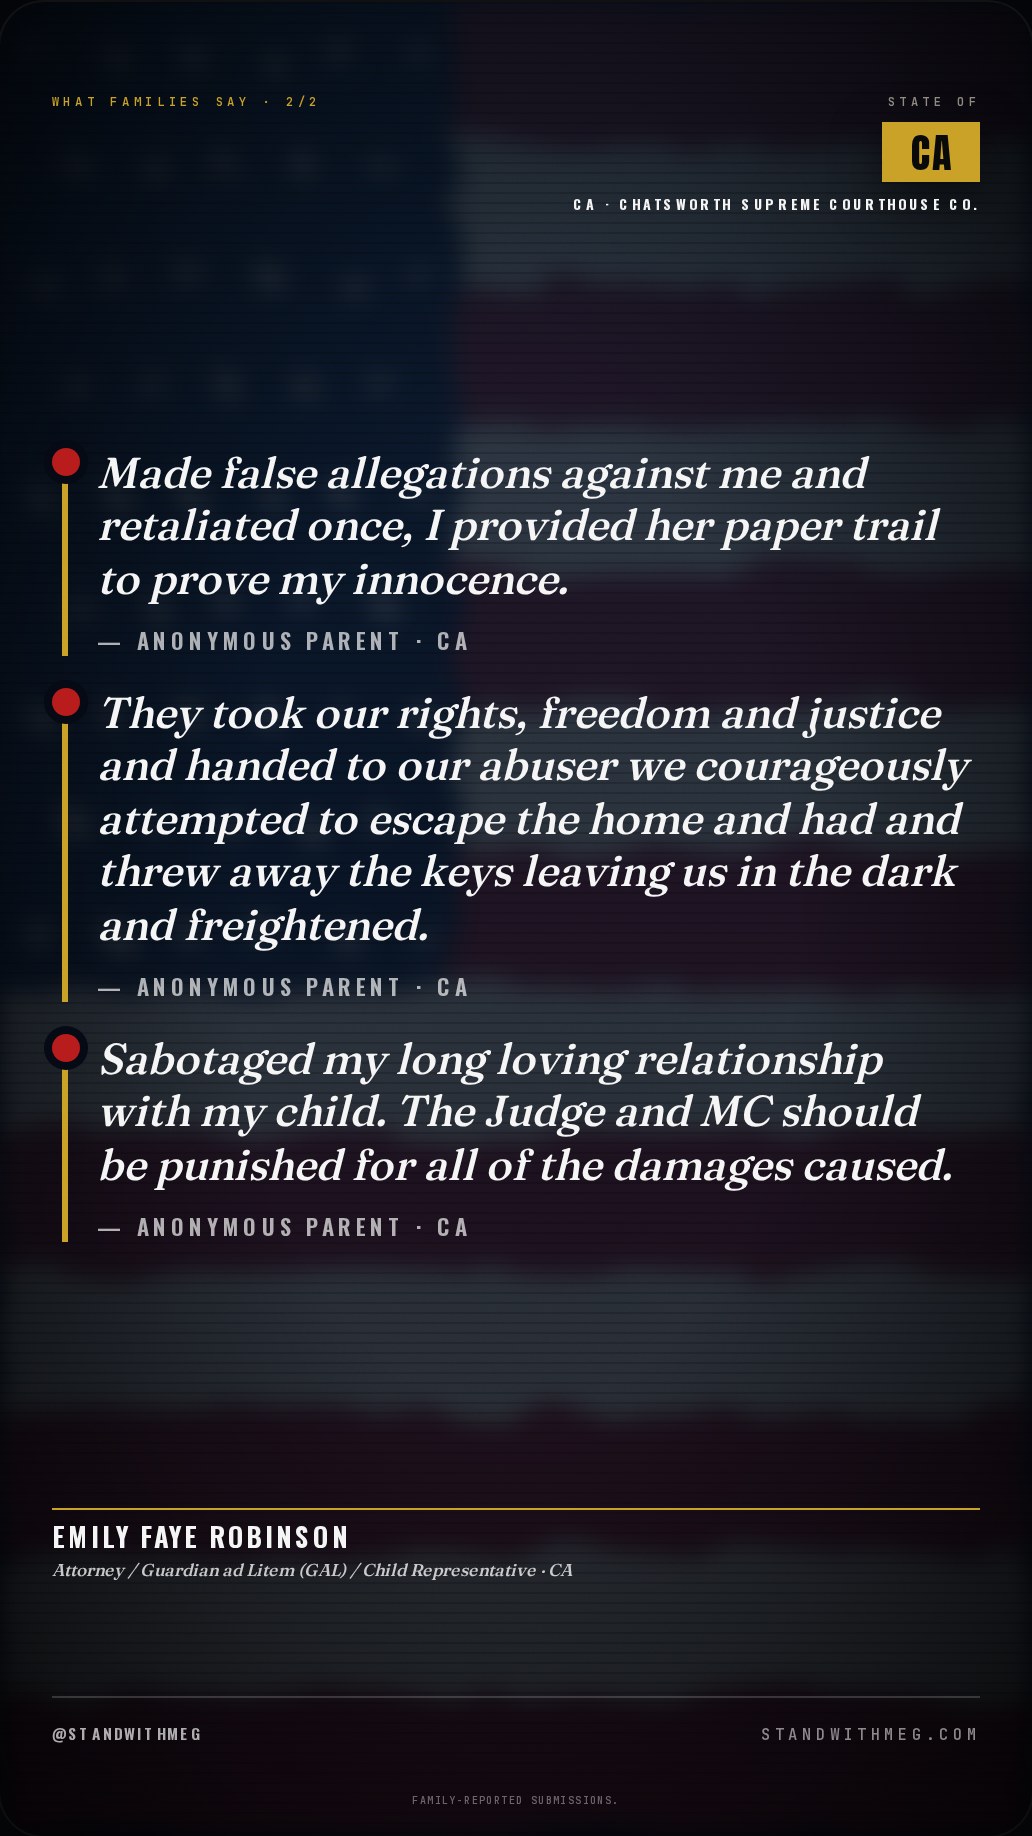 WHAT FAMILIES SAY · 2/2
STATE OF
CA
CA · CHATSWORTH SUPREME COURTHOUSE CO.
Made false allegations against me and
retaliated once, I provided her paper trail
to prove my innocence.
— ANONYMOUS PARENT · CA
They took our rights, freedom and justice
and handed to our abuser we courageously
attempted to escape the home and had and
threw away the keys leaving us in the dark
and freightened.
— ANONYMOUS PARENT · CA
Sabotaged my long loving relationship
with my child. The Judge and MC should
be punished for all of the damages caused.
— ANONYMOUS PARENT · CA
EMILY FAYE ROBINSON
Attorney / Guardian ad Litem (GAL) / Child Representative · CA
@STANDWITHMEG
STANDWITHMEG.COM
FAMILY-REPORTED SUBMISSIONS.